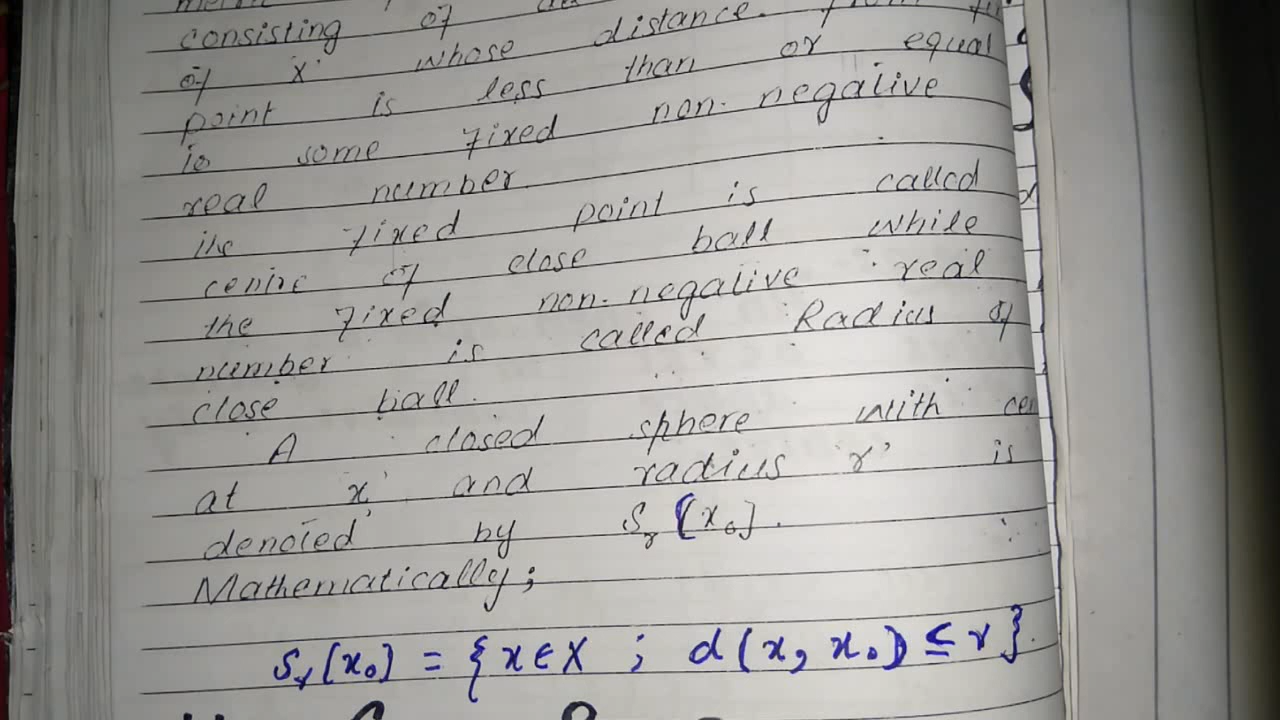 consisting of
of X' whose distance. from
point is less than or equal
to some fixed non-negative
real number.
the fixed point is called
centre of close ball while
the fixed non-negative real
number is called Radius of
close ball.
A closed sphere with cen
at x, and radius 'r' is
denoted by Sr [x0].
Mathematically;
Sr[x0] = {x∈X ; d(x, x0) ≤ r}.